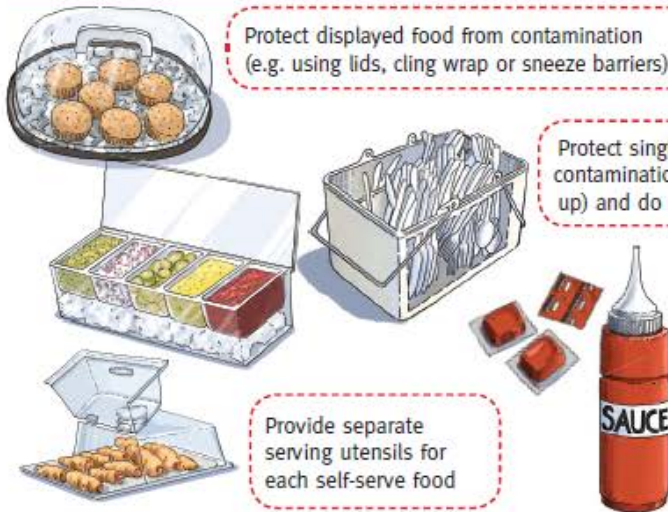 Protect displayed food from contamination
(e.g. using lids, cling wrap or sneeze barriers)
Protect
contaminatio
up) and do
SAUCE
Provide separate
serving utensils for
each self-serve food